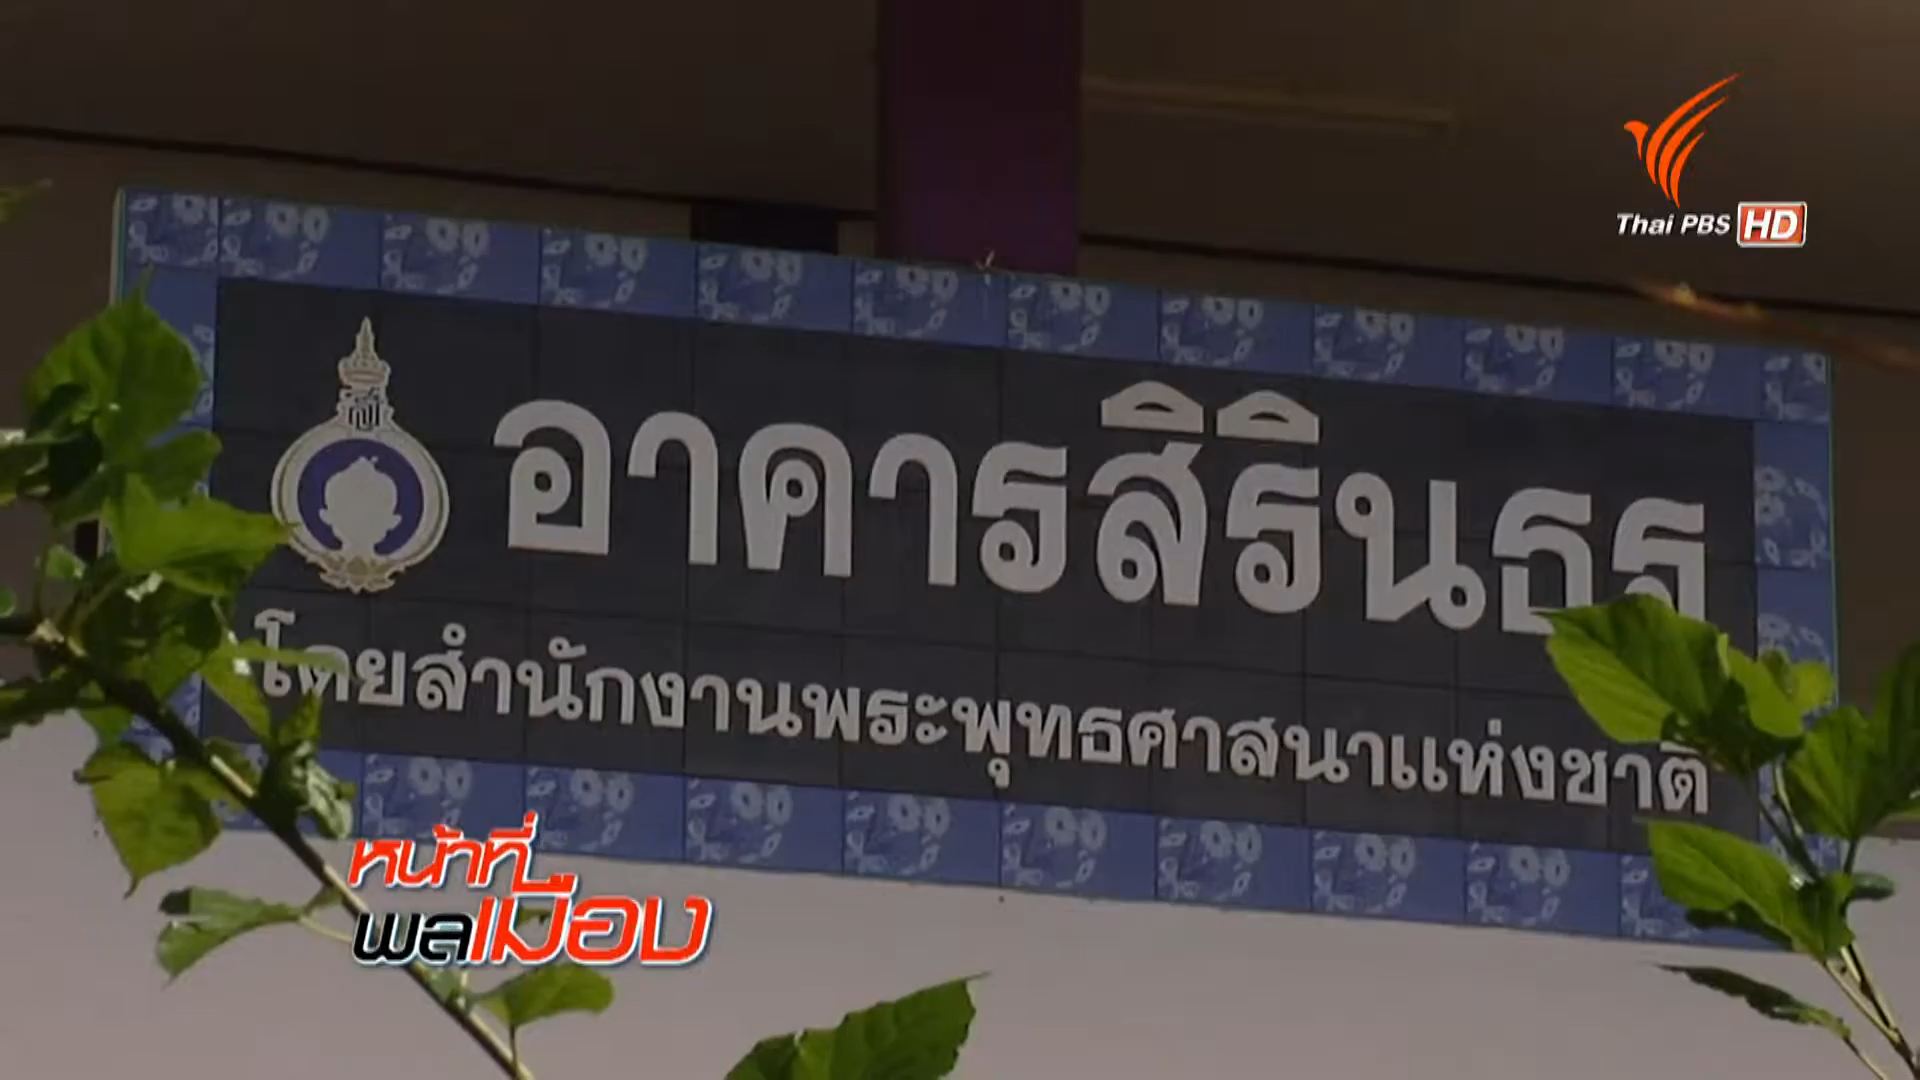 Thai PBS HD
อาคารสิรินธร
โดยสำนักงานพระพุทธศาสนาแห่งชาติ
หน้าที่
พลเมือง